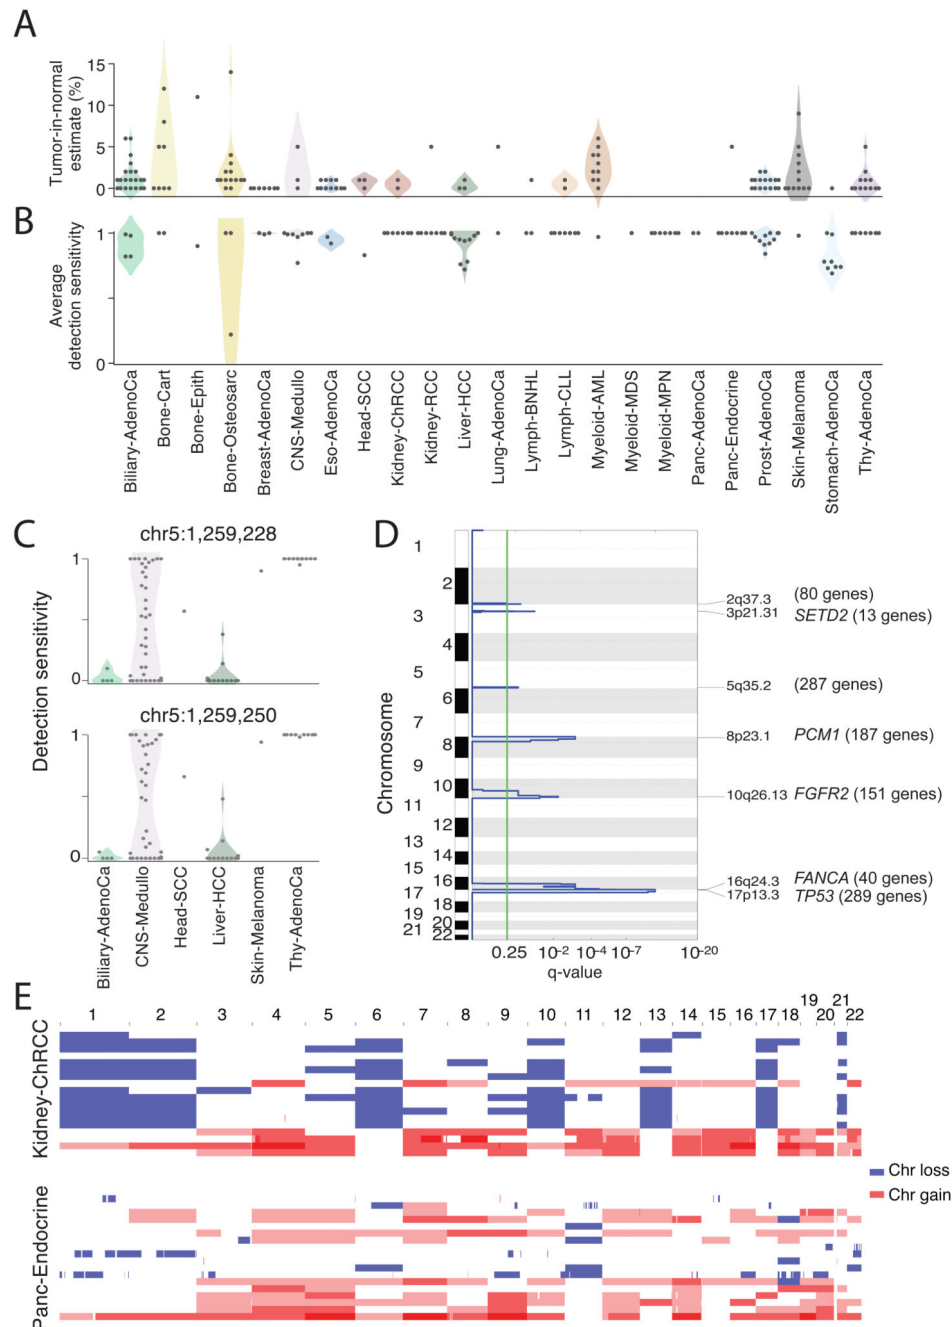 A
Tumor-in-normal
estimate (%)
15
10
5
0
B
Average
detection sensitivity
1
0
Biliary-AdenoCa
Bone-Cart
Bone-Epith
Bone-Osteosarc
Breast-AdenoCa
CNS-Medullo
Eso-AdenoCa
Head-SCC
Kidney-ChRCC
Kidney-RCC
Liver-HCC
Lung-AdenoCa
Lymph-BNHL
Lymph-CLL
Myeloid-AML
Myeloid-MDS
Myeloid-MPN
Panc-AdenoCa
Panc-Endocrine
Prost-AdenoCa
Skin-Melanoma
Stomach-AdenoCa
Thy-AdenoCa
C
Detection sensitivity
chr5:1,259,228
1
0
chr5:1,259,250
1
0
Biliary-AdenoCa
CNS-Medullo
Head-SCC
Liver-HCC
Skin-Melanoma
Thy-AdenoCa
D
Chromosome
1
2
3
4
5
6
7
8
9
10
11
12
13
14
15
16
17
18
19
20
21
22
2q37.3 (80 genes)
3p21.31 SETD2 (13 genes)
5q35.2 (287 genes)
8p23.1 PCM1 (187 genes)
10q26.13 FGFR2 (151 genes)
16q24.3 FANCA (40 genes)
17p13.3 TP53 (289 genes)
0.25 10-2 10-4 10-7 10-20
q-value
E
1 2 3 4 5 6 7 8 9 10 11 12 13 14 15 16 17 18 19 20 21 22
Kidney-ChRCC
Panc-Endocrine
Chr loss
Chr gain